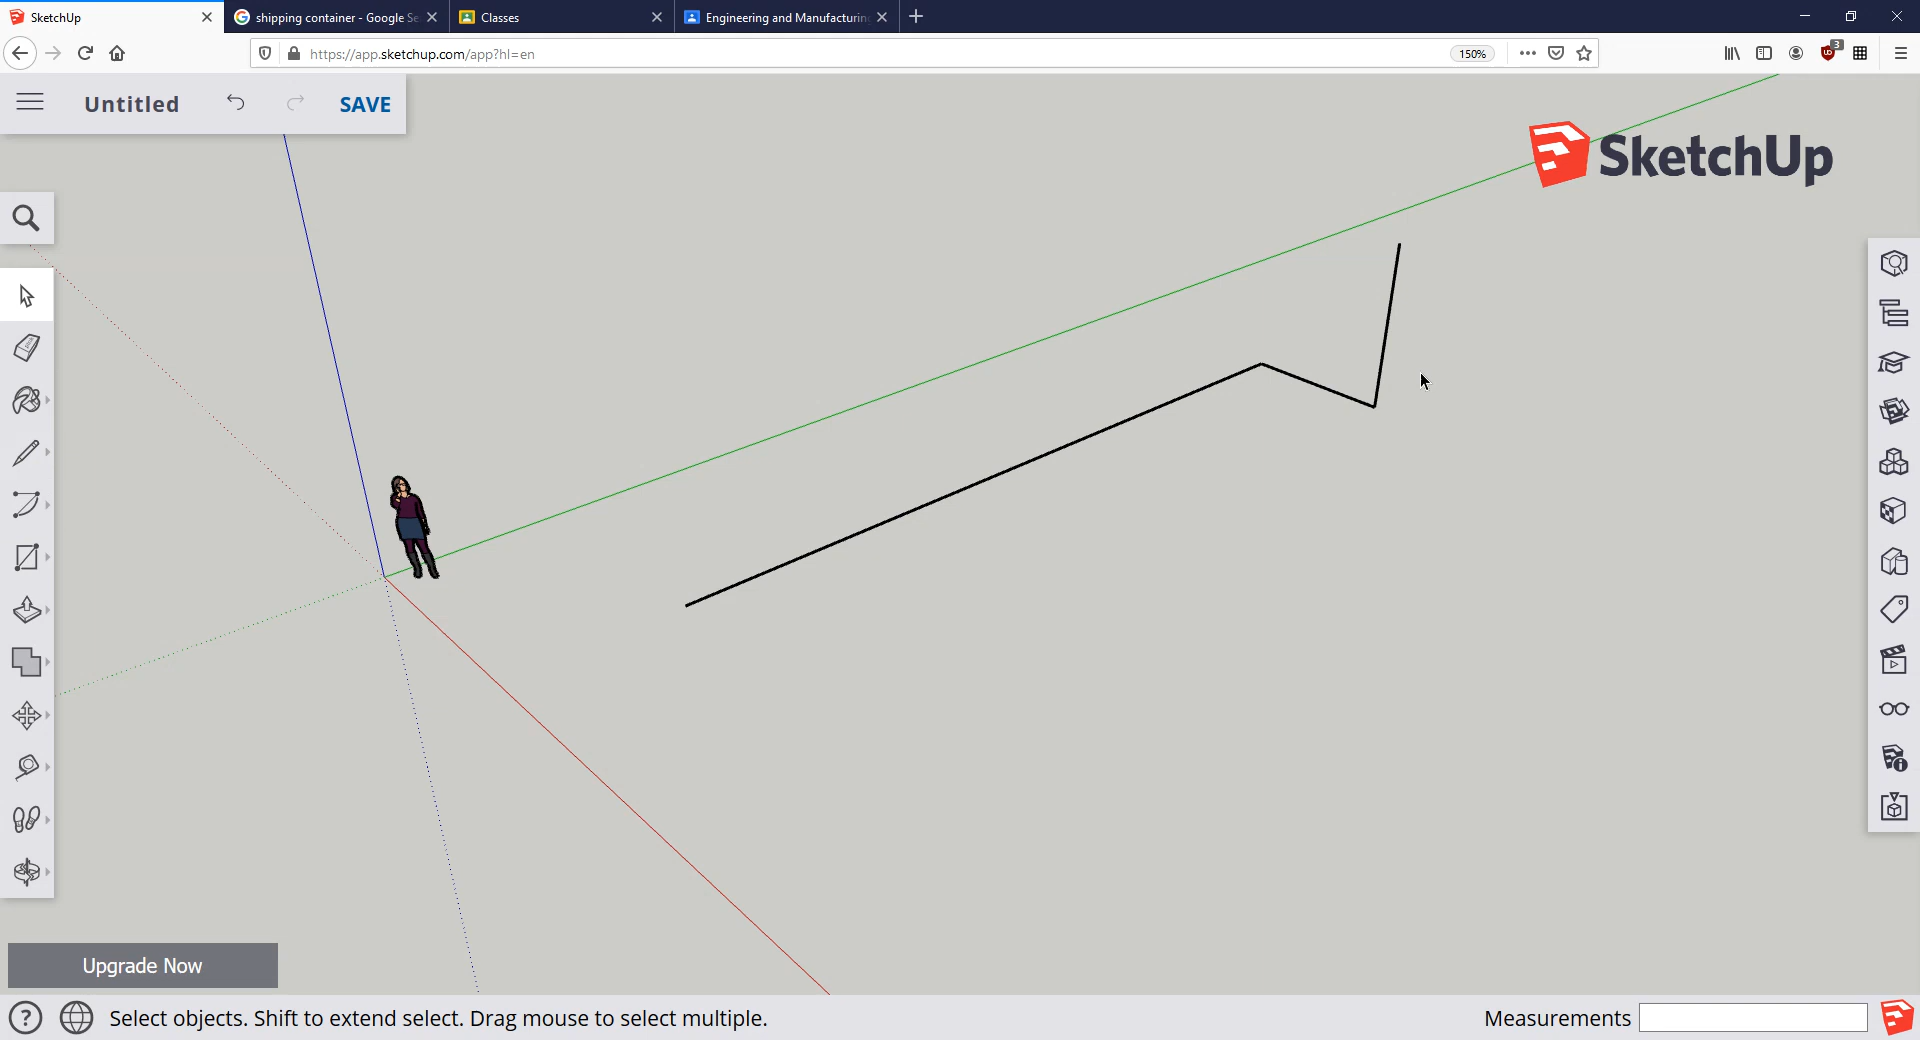 SketchUp
shipping container - Google Se
Classes
Engineering and Manufacturin
https://app.sketchup.com/app?hl=en
150%
3
Untitled
SAVE
SketchUp
Upgrade Now
Select objects. Shift to extend select. Drag mouse to select multiple.
Measurements